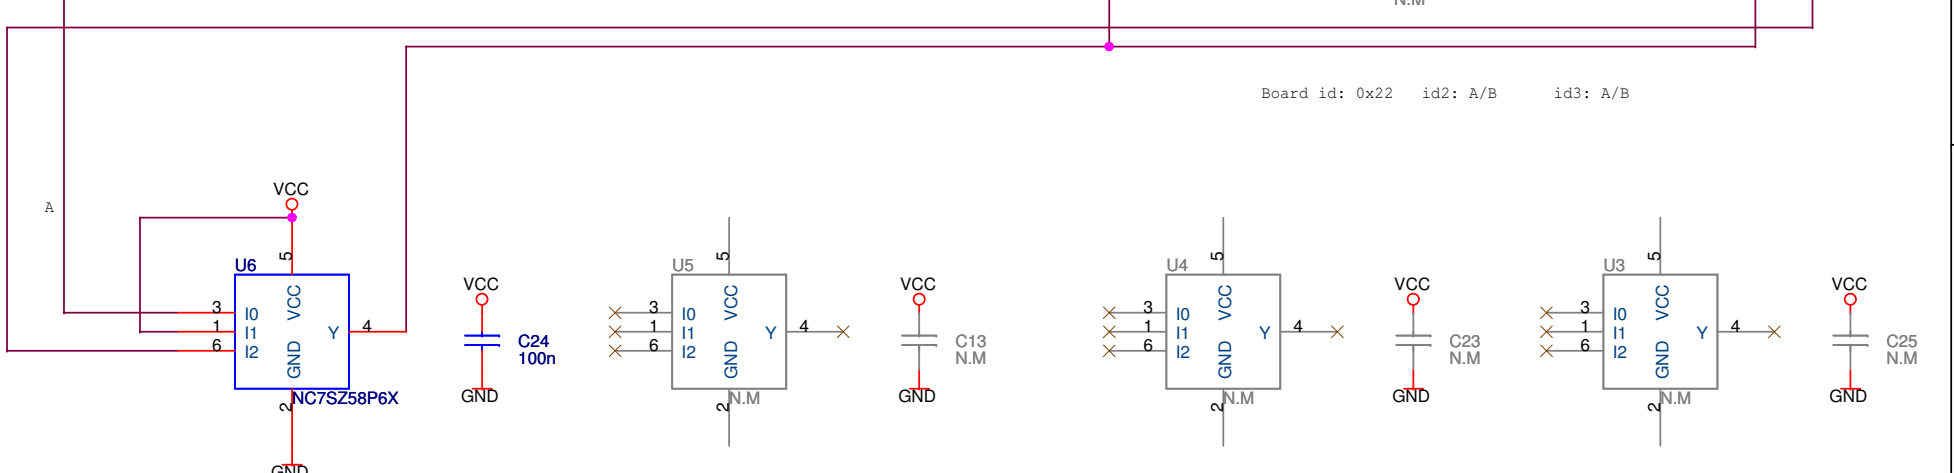 N.M
Board id: 0x22 id2: A/B id3: A/B
A
VCC
U6
5
3 I0
1 I1
6 I2
VCC
GND
Y 4
2
NC7SZ58P6X
GND
VCC
C24
100n
GND
U5
5
3 I0
1 I1
6 I2
VCC
GND
Y 4
2
N.M
VCC
C13
N.M
GND
U4
5
3 I0
1 I1
6 I2
VCC
GND
Y 4
2
N.M
VCC
C23
N.M
GND
U3
5
3 I0
1 I1
6 I2
VCC
GND
Y 4
2
N.M
VCC
C25
N.M
GND